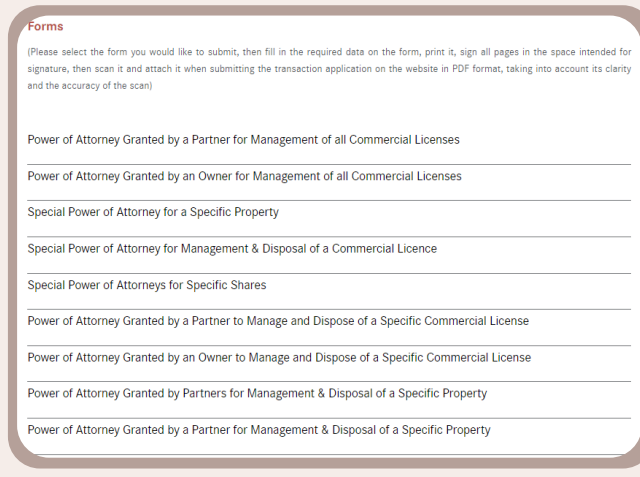 Forms
(Please select the form you would like to submit, then fill in the required data on the form, print it, sign all pages in the space intended for
signature, then scan it and attach it when submitting the transaction application on the website in PDF format, taking into account its clarity
and the accuracy of the scan)
Power of Attorney Granted by a Partner for Management of all Commercial Licenses
Power of Attorney Granted by an Owner for Management of all Commercial Licenses
Special Power of Attorney for a Specific Property
Special Power of Attorney for Management & Disposal of a Commercial Licence
Special Power of Attorneys for Specific Shares
Power of Attorney Granted by a Partner to Manage and Dispose of a Specific Commercial License
Power of Attorney Granted by an Owner to Manage and Dispose of a Specific Commercial License
Power of Attorney Granted by Partners for Management & Disposal of a Specific Property
Power of Attorney Granted by a Partner for Management & Disposal of a Specific Property